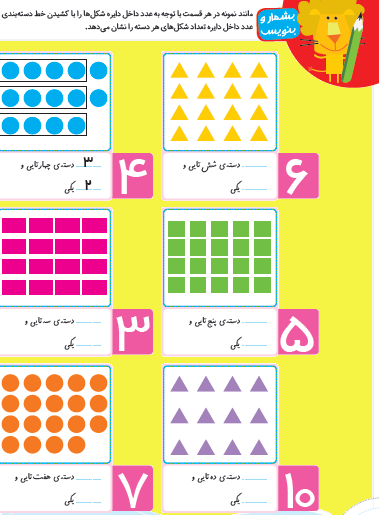 بشمار و
بنویس
مانند نمونه در هر قسمت با توجه به عدد داخل دایره شکل‌ها را با کشیدن خط دسته‌بندی
عدد داخل دایره تعداد شکل‌های هر دسته را نشان می‌دهد.
۶
دسته‌ی شش تایی و
یکی
۴
۳ دسته‌ی چهارتایی و
۲ یکی
۵
دسته‌ی پنج تایی و
یکی
۳
دسته‌ی سه تایی و
یکی
۱۰
دسته‌ی ده تایی و
یکی
۷
دسته‌ی هفت تایی و
یکی